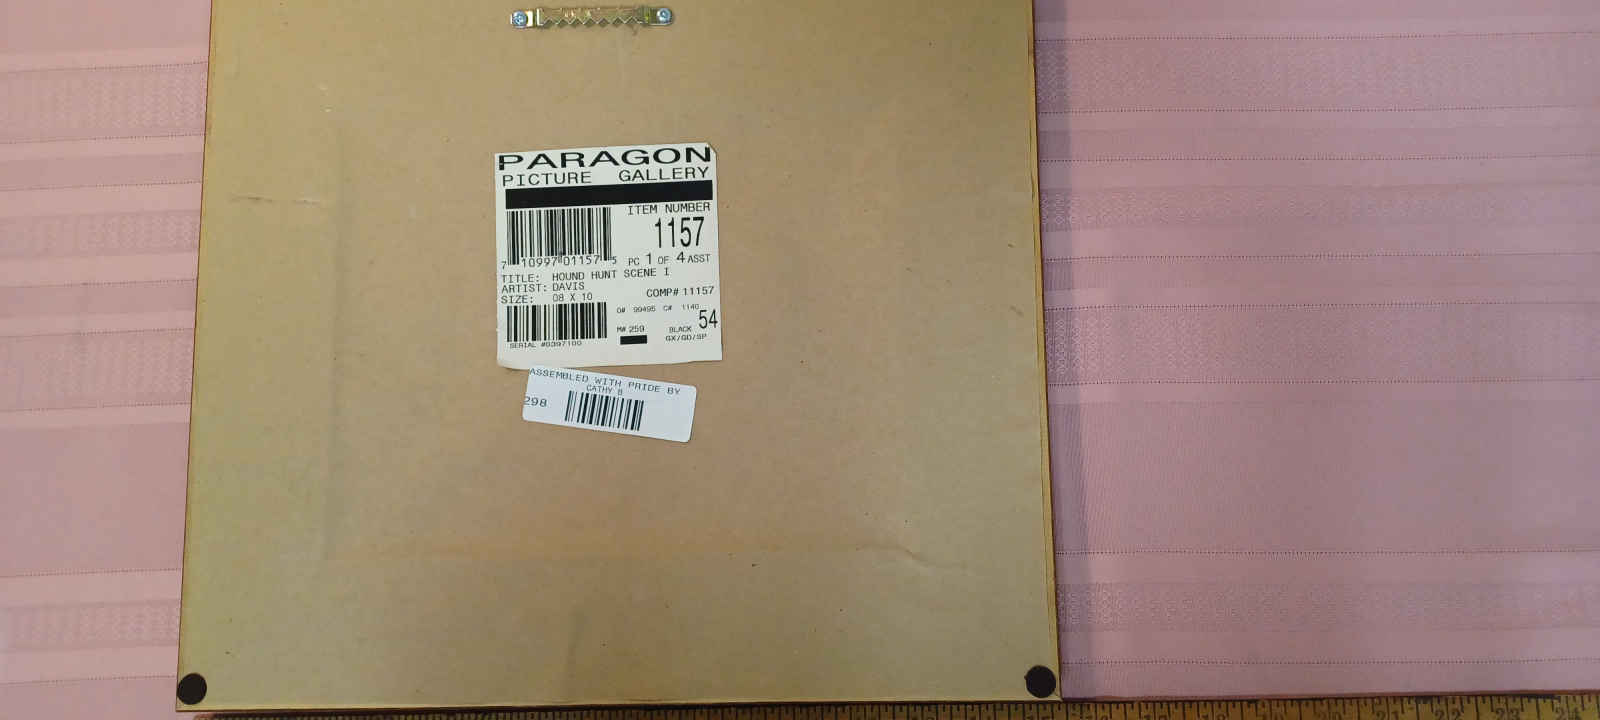 PARAGON
PICTURE GALLERY
ITEM NUMBER
1157
7 10997 01157 5
PC 1 OF 4 ASST
TITLE: HOUND HUNT SCENE I
ARTIST: DAVIS
SIZE: 08 X 10
COMP# 11157
O# 99495 C# 1140
M# 259
BLACK 54
GX/GD/SP
SERIAL #0397100
ASSEMBLED WITH PRIDE BY
CATHY B
298